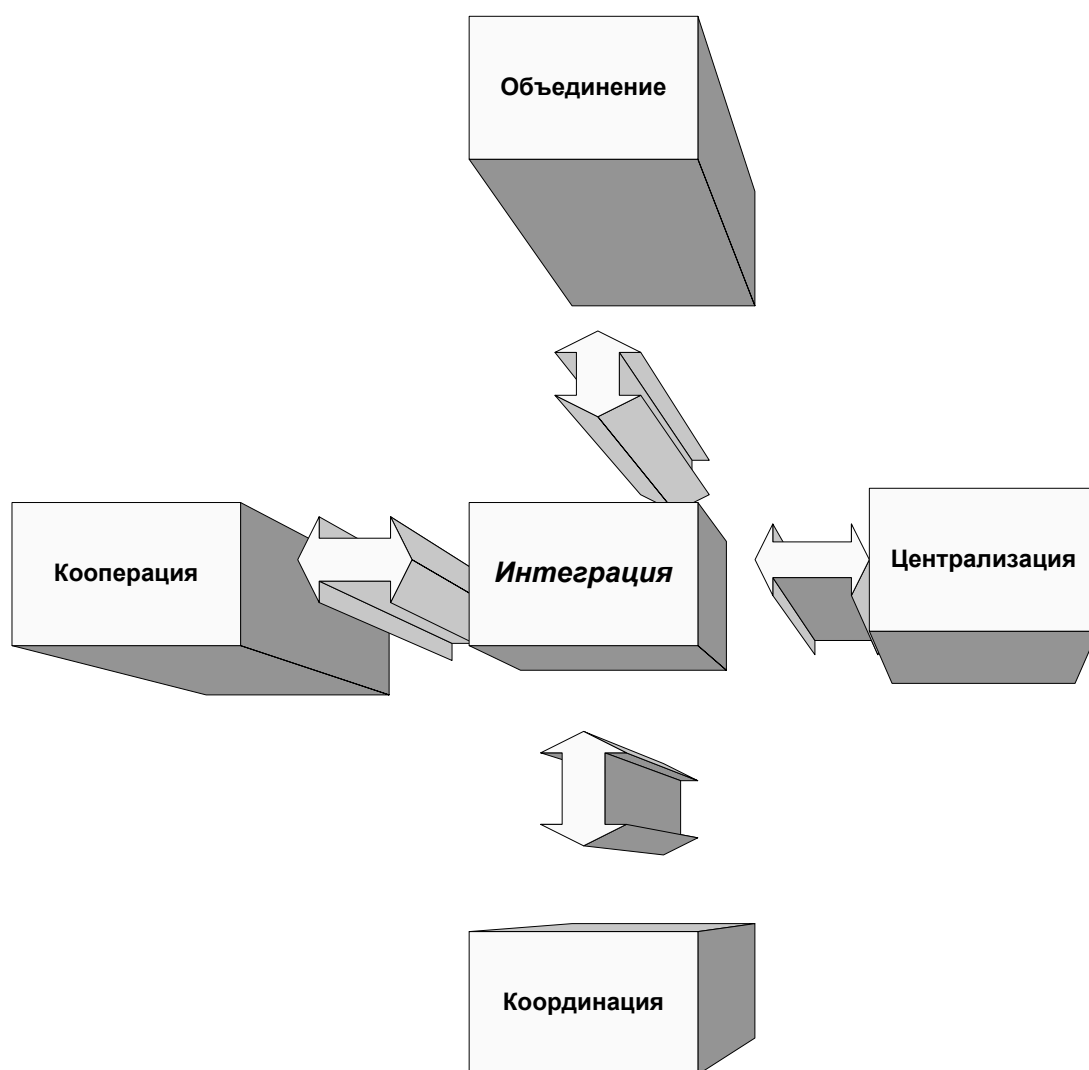 Объединение
Кооперация
Интеграция
Централизация
Координация